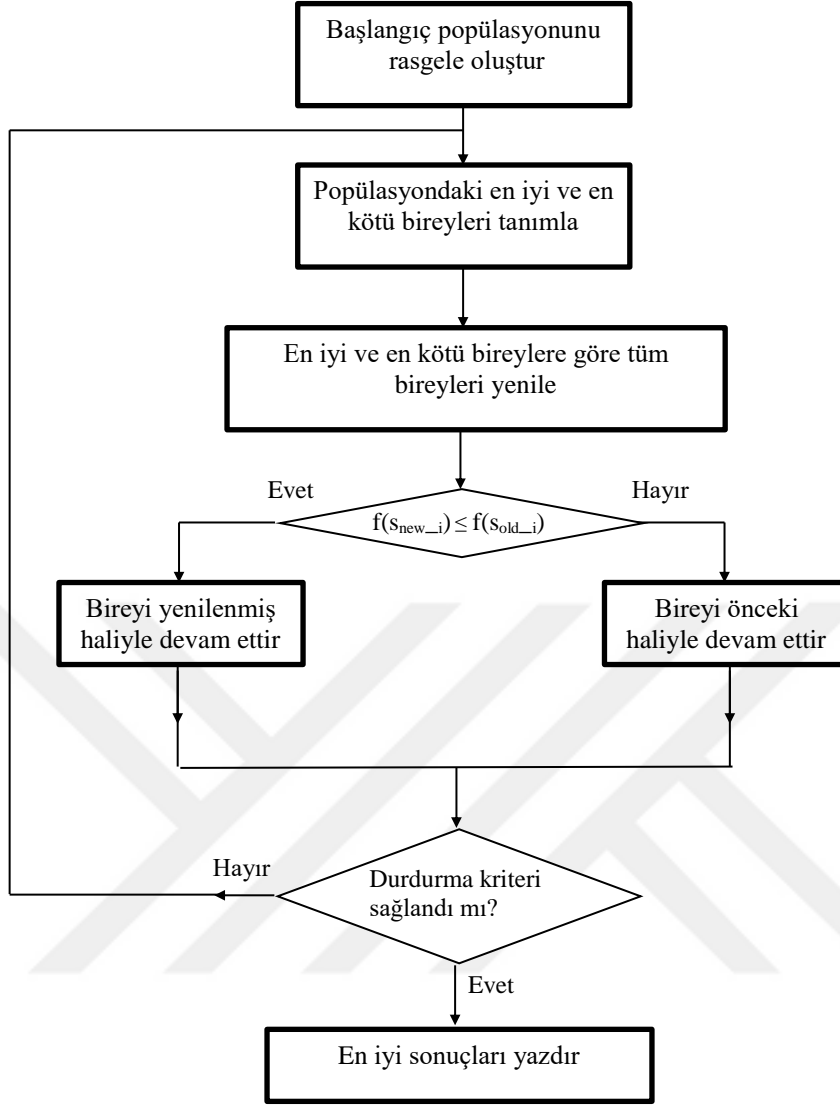 Başlangıç popülasyonunu
rasgele oluştur
Popülasyondaki en iyi ve en
kötü bireyleri tanımla
En iyi ve en kötü bireylere göre tüm
bireyleri yenile
Evet
Hayır
f(s_new_i) ≤ f(s_old_i)
Bireyi yenilenmiş
haliyle devam ettir
Bireyi önceki
haliyle devam ettir
Hayır
Durdurma kriteri
sağlandı mı?
Evet
En iyi sonuçları yazdır